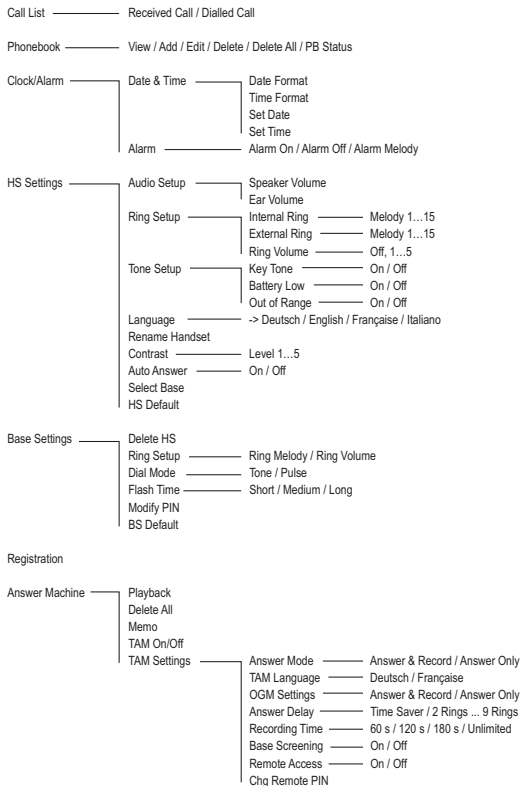 Call List Received Call / Dialled Call
Phonebook View / Add / Edit / Delete / Delete All / PB Status
Clock/Alarm Date & Time Date Format
Time Format
Set Date
Set Time
Alarm Alarm On / Alarm Off / Alarm Melody
HS Settings Audio Setup Speaker Volume
Ear Volume
Ring Setup Internal Ring Melody 1…15
External Ring Melody 1…15
Ring Volume Off, 1…5
Tone Setup Key Tone On / Off
Battery Low On / Off
Out of Range On / Off
Language -> Deutsch / English / Française / Italiano
Rename Handset
Contrast Level 1…5
Auto Answer On / Off
Select Base
HS Default
Base Settings Delete HS
Ring Setup Ring Melody / Ring Volume
Dial Mode Tone / Pulse
Flash Time Short / Medium / Long
Modify PIN
BS Default
Registration
Answer Machine Playback
Delete All
Memo
TAM On/Off
TAM Settings Answer Mode Answer & Record / Answer Only
TAM Language Deutsch / Française
OGM Settings Answer & Record / Answer Only
Answer Delay Time Saver / 2 Rings ... 9 Rings
Recording Time 60 s / 120 s / 180 s / Unlimited
Base Screening On / Off
Remote Access On / Off
Chg Remote PIN